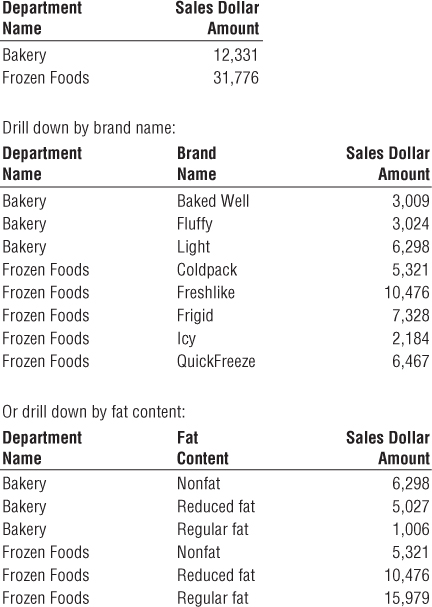 Department Sales Dollar
Name Amount
Bakery 12,331
Frozen Foods 31,776
Drill down by brand name:
Department Brand Sales Dollar
Name Name Amount
Bakery Baked Well 3,009
Bakery Fluffy 3,024
Bakery Light 6,298
Frozen Foods Coldpack 5,321
Frozen Foods Freshlike 10,476
Frozen Foods Frigid 7,328
Frozen Foods Icy 2,184
Frozen Foods QuickFreeze 6,467
Or drill down by fat content:
Department Fat Sales Dollar
Name Content Amount
Bakery Nonfat 6,298
Bakery Reduced fat 5,027
Bakery Regular fat 1,006
Frozen Foods Nonfat 5,321
Frozen Foods Reduced fat 10,476
Frozen Foods Regular fat 15,979